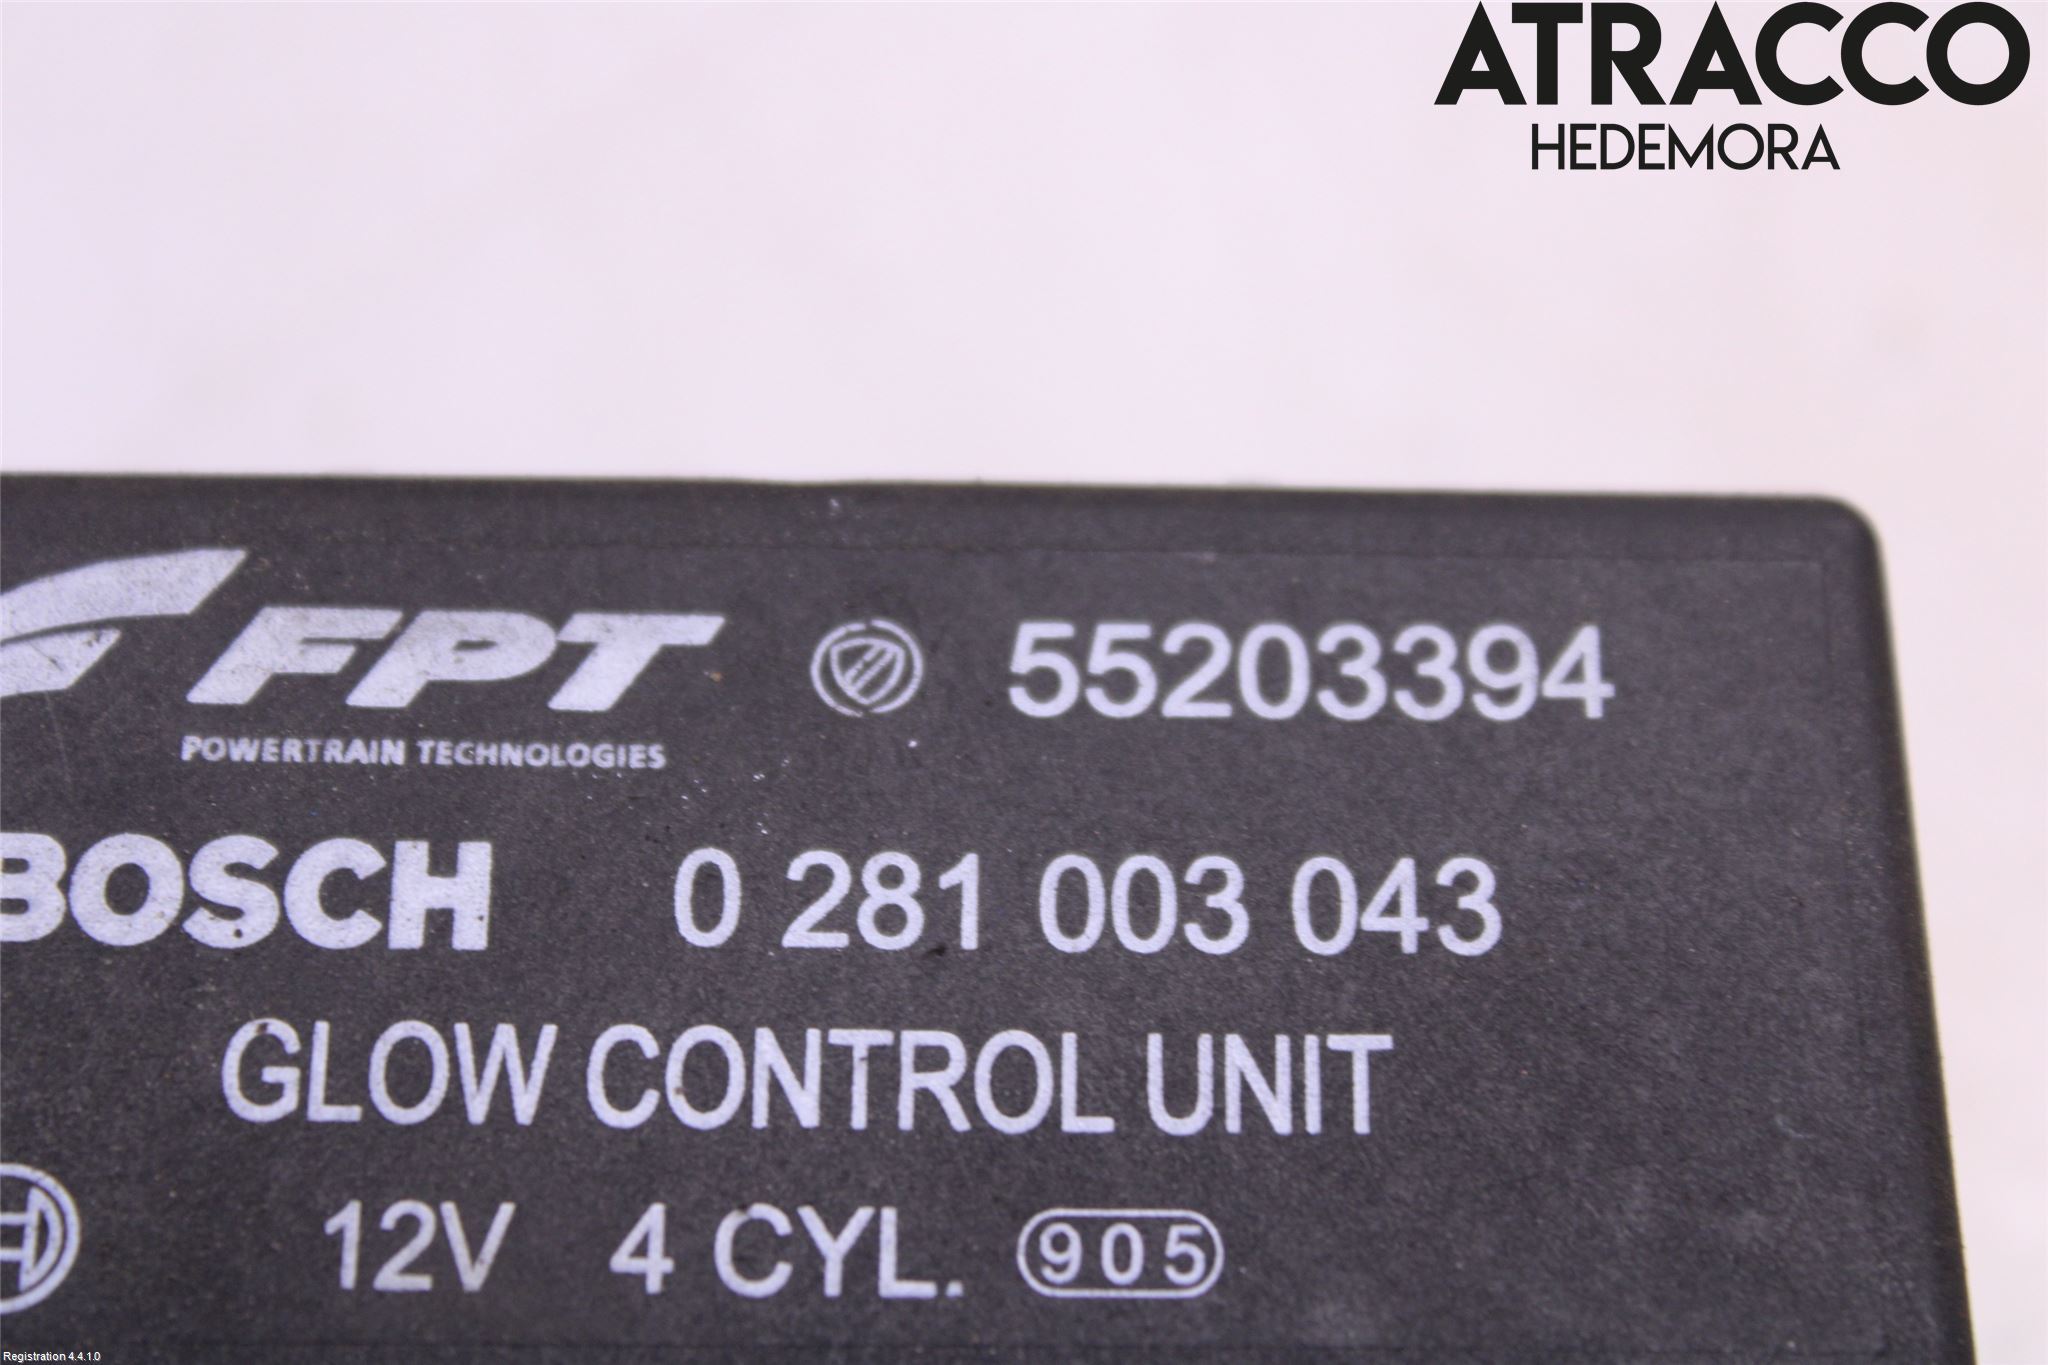 ATRACCO
HEDEMORA
FPT 55203394
POWERTRAIN TECHNOLOGIES
BOSCH 0 281 003 043
GLOW CONTROL UNIT
12V 4 CYL. 905
Registration 4.4.1.0